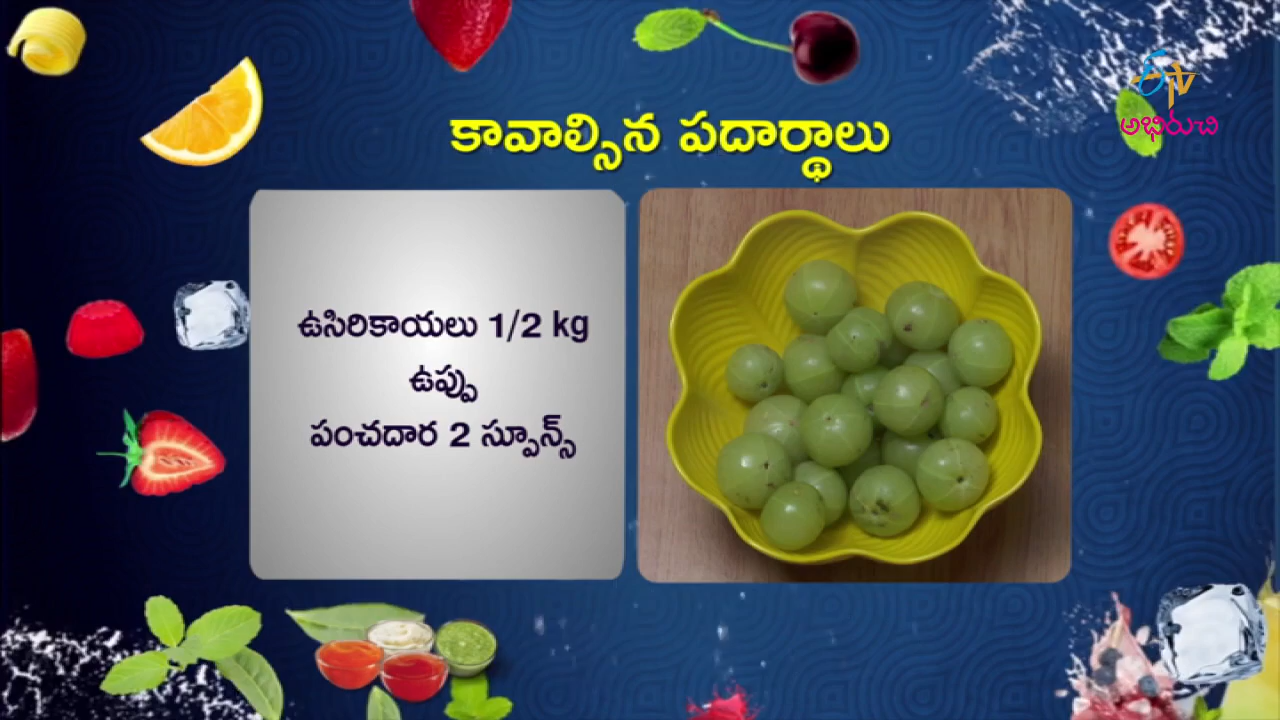 ETV
అభిరుచి
కావాల్సిన పదార్థాలు
ఉసిరికాయలు 1/2 kg
ఉప్పు
పంచదార 2 స్పూన్స్